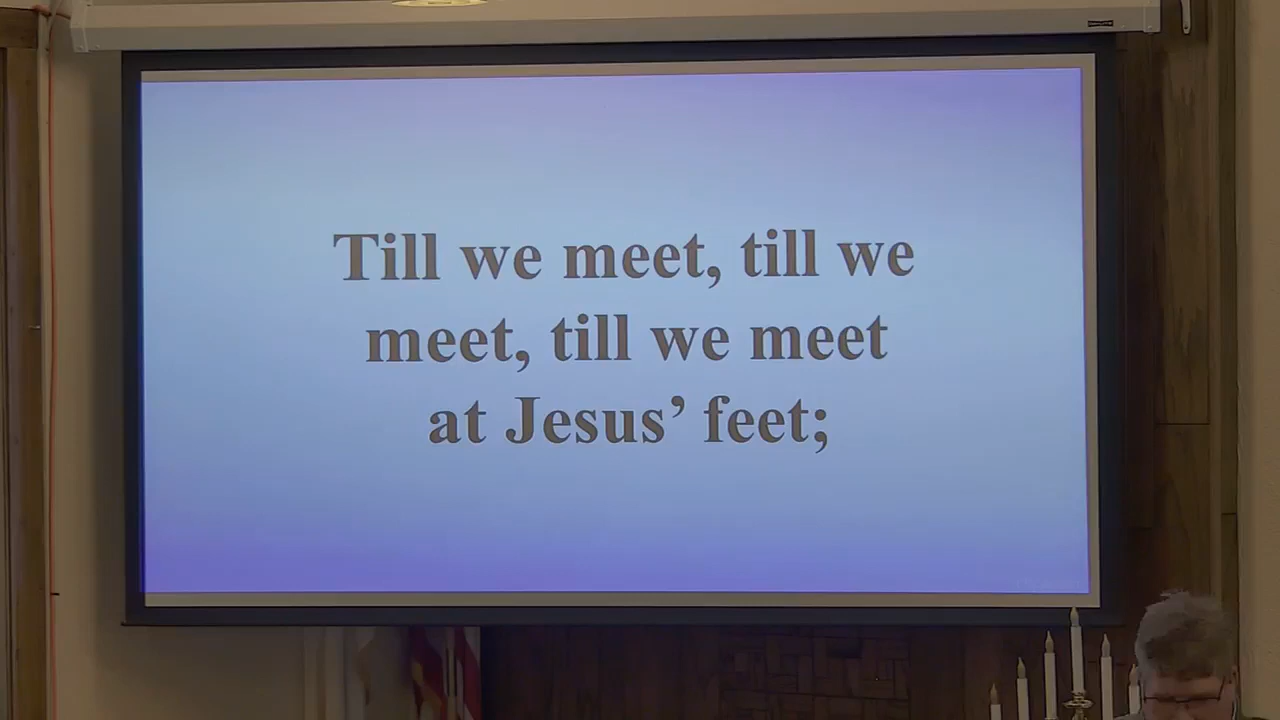 Till we meet, till we
meet, till we meet
at Jesus’ feet;